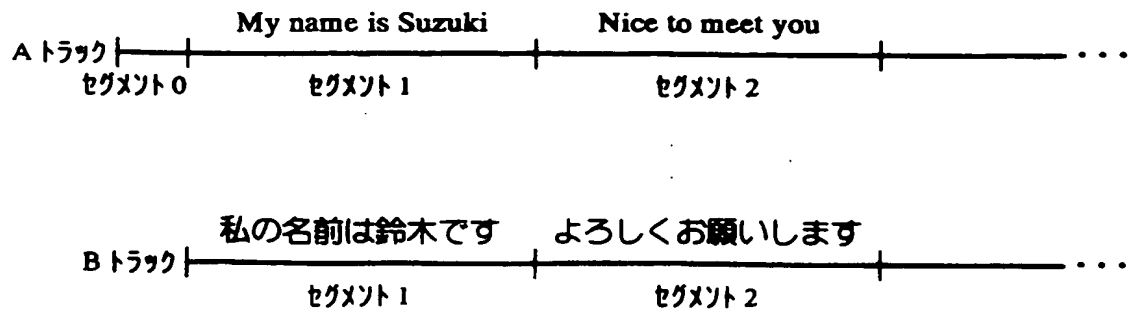 My name is Suzuki Nice to meet you
A トラック ・・・
セグメント 0 セグメント 1 セグメント 2
私の名前は鈴木です よろしくお願いします
B トラック ・・・
セグメント 1 セグメント 2